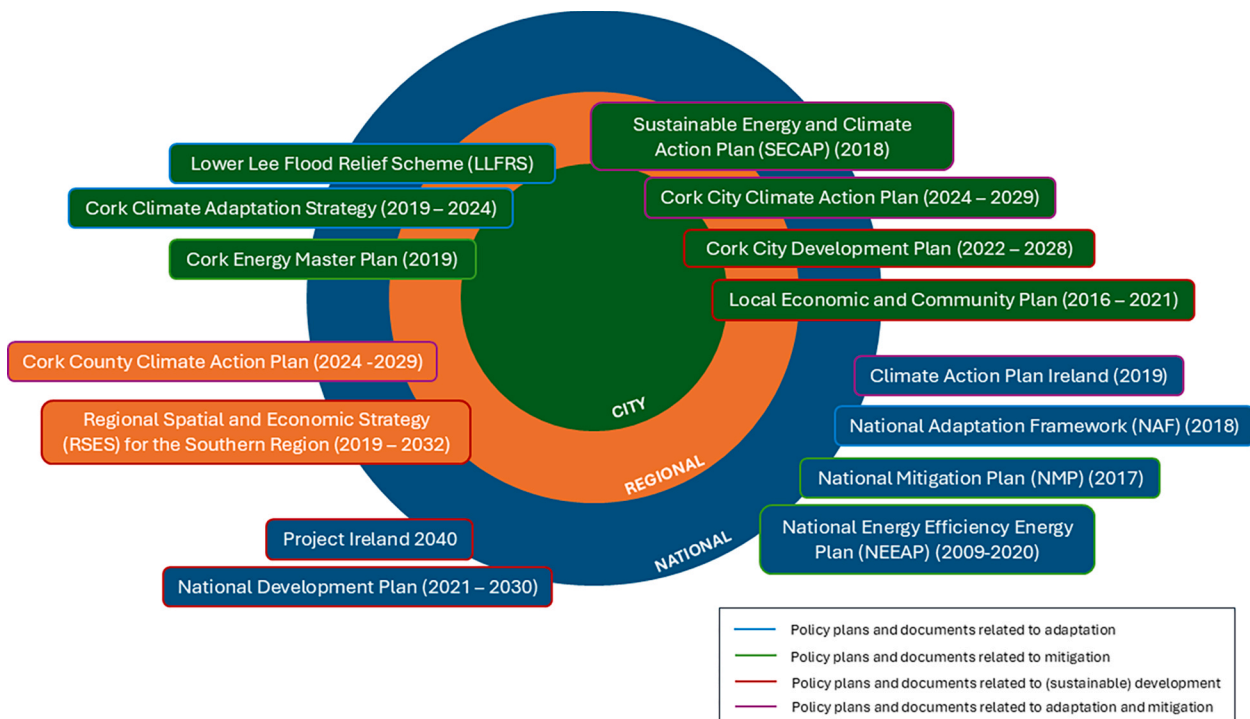 Sustainable Energy and Climate
Action Plan (SECAP) (2018)
Lower Lee Flood Relief Scheme (LLFRS)
Cork City Climate Action Plan (2024 – 2029)
Cork Climate Adaptation Strategy (2019 – 2024)
Cork City Development Plan (2022 – 2028)
Cork Energy Master Plan (2019)
Local Economic and Community Plan (2016 – 2021)
Cork County Climate Action Plan (2024 -2029)
Climate Action Plan Ireland (2019)
CITY
Regional Spatial and Economic Strategy
(RSES) for the Southern Region (2019 – 2032)
National Adaptation Framework (NAF) (2018)
REGIONAL
National Mitigation Plan (NMP) (2017)
Project Ireland 2040
NATIONAL
National Energy Efficiency Energy
Plan (NEEAP) (2009-2020)
National Development Plan (2021 – 2030)
Policy plans and documents related to adaptation
Policy plans and documents related to mitigation
Policy plans and documents related to (sustainable) development
Policy plans and documents related to adaptation and mitigation